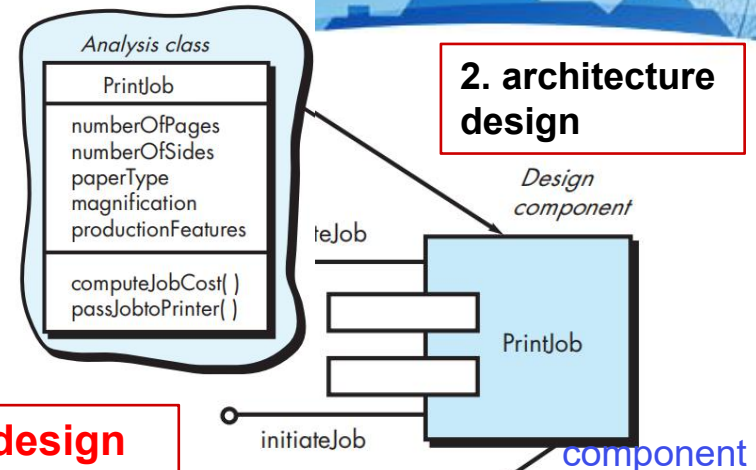 Analysis class
PrintJob
numberOfPages
numberOfSides
paperType
magnification
productionFeatures
computeJobCost( )
passJobtoPrinter( )
2. architecture
design
Design
component
teJob
PrintJob
initiateJob
design
component